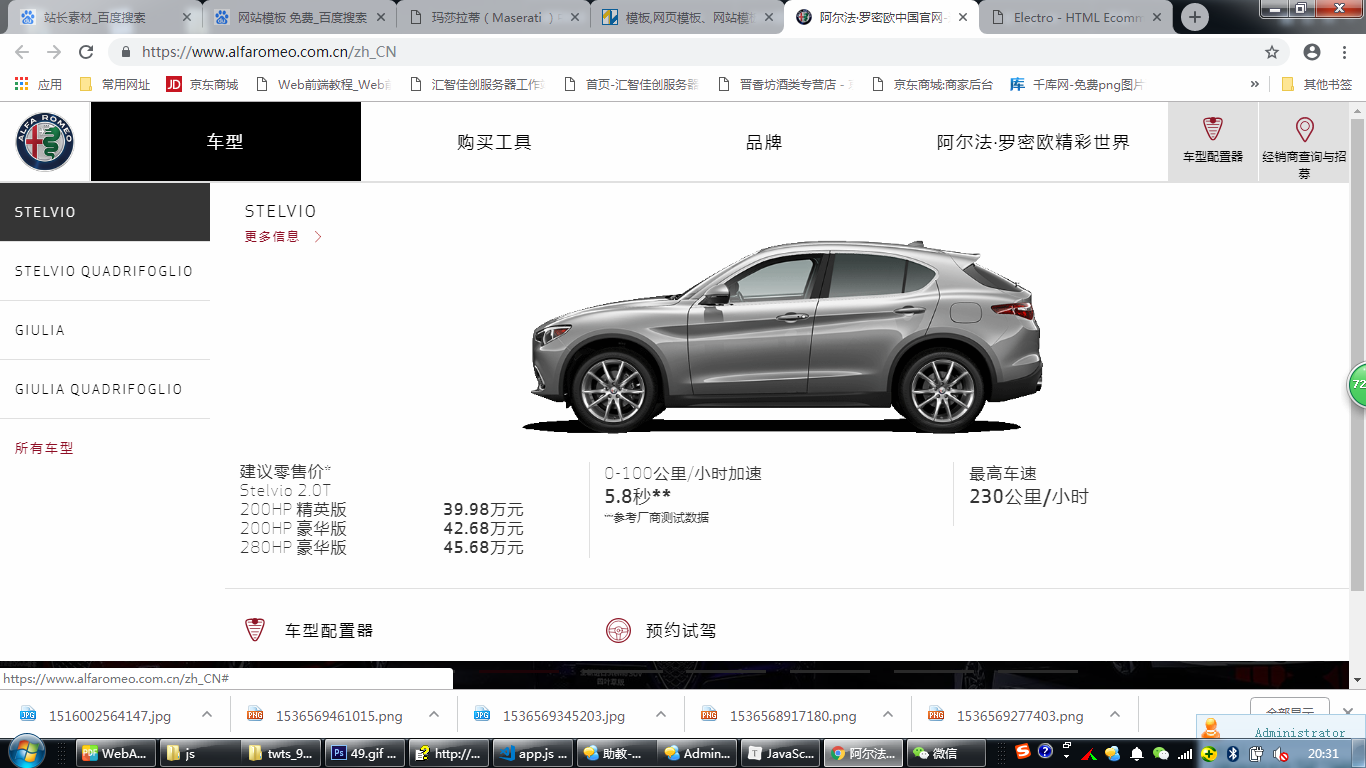 站长素材_百度搜索
网站模板 免费_百度搜索
玛莎拉蒂（Maserati）
模板,网页模板、网站模
阿尔法·罗密欧中国官网-
Electro - HTML Ecomm
https://www.alfaromeo.com.cn/zh_CN
应用
常用网址
JD 京东商城
Web前端教程_Web
汇智佳创服务器工作
首页-汇智佳创服务器
晋香坊酒类专营店 -
京东商城·商家后台
库 千库网-免费png图片
»
其他书签
ALFA ROMEO
车型
购买工具
品牌
阿尔法·罗密欧精彩世界
车型配置器
经销商查询与招
募
STELVIO
STELVIO QUADRIFOGLIO
GIULIA
GIULIA QUADRIFOGLIO
所有车型
STELVIO
更多信息
72
建议零售价*
Stelvio 2.0T
200HP 精英版 39.98万元
200HP 豪华版 42.68万元
280HP 豪华版 45.68万元
0-100公里/小时加速
5.8秒**
**参考厂商测试数据
最高车速
230公里/小时
车型配置器
预约试驾
https://www.alfaromeo.com.cn/zh_CN#
1516002564147.jpg
1536569461015.png
1536569345203.jpg
1536568917180.png
1536569277403.png
全部显示
Administrator
WebA...
js
twts_9...
49.gif ...
http://...
app.js ...
助教-...
Admin...
JavaSc...
阿尔法...
微信
20:31